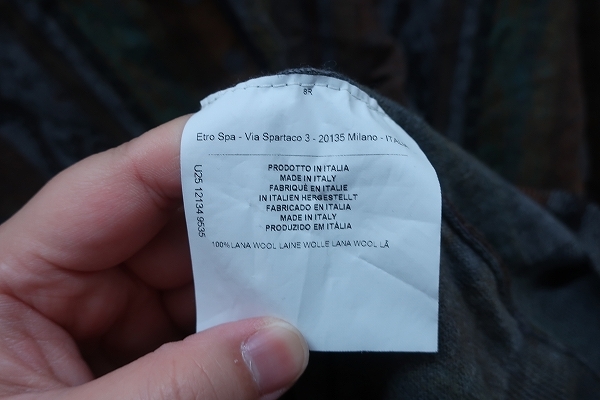 8R
Etro Spa - Via Spartaco 3 - 20135 Milano - ITALIA
PRODOTTO IN ITALIA
MADE IN ITALY
FABRIQUÉ EN ITALIE
IN ITALIEN HERGESTELLT
FABRICADO EN ITALIA
MADE IN ITALY
PRODUZIDO EM ITÁLIA
100% LANA WOOL LAINE WOLLE LANA WOOL LÃ
U25 12134 9535